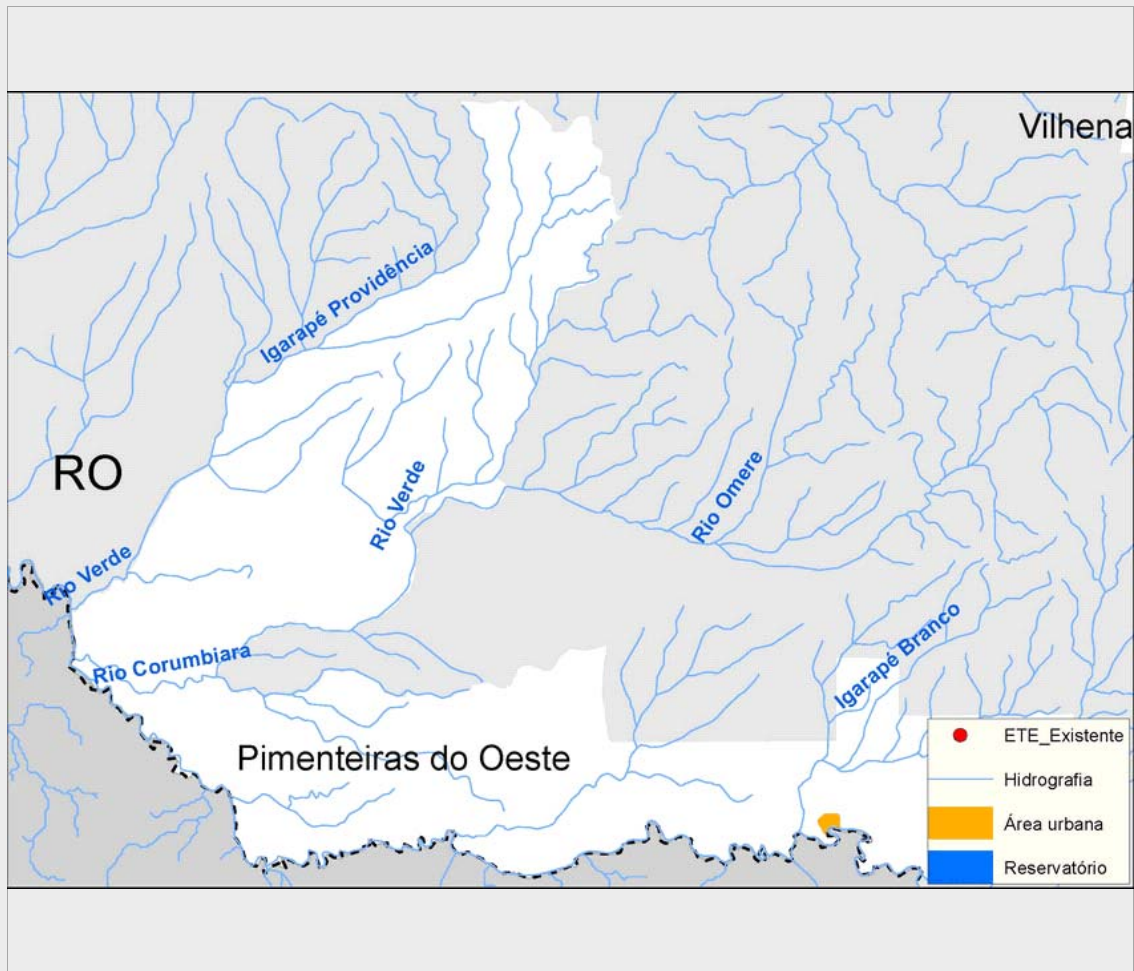 Vilhena
Igarapé Providência
RO
Rio Verde
Rio Omere
Rio Verde
Igarapé Branco
Rio Corumbiara
Pimenteiras do Oeste
ETE_Existente
Hidrografia
Área urbana
Reservatório